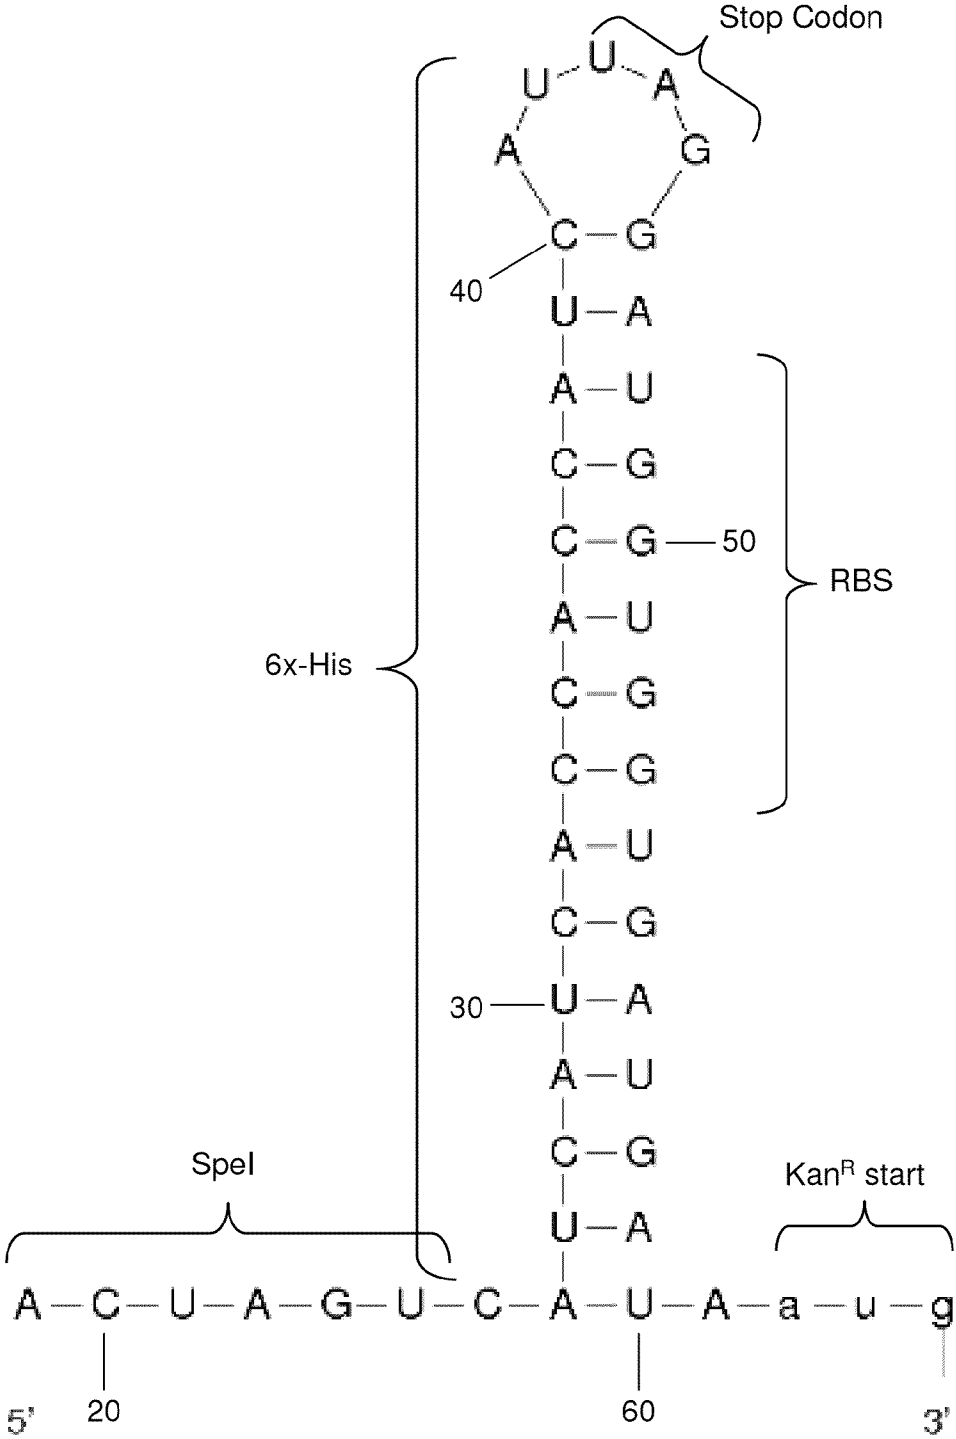 Stop Codon
U U A
A G
C – G
40
U – A
A – U
C – G
C – G – 50
A – U
RBS
6x-His
C – G
C – G
A – U
C – G
30 – U – A
A – U
C – G
SpeI
Kanᴿ start
U – A
A – C – U – A – G – U – C – A – U – A – a – u – g
5' 20 60 3'